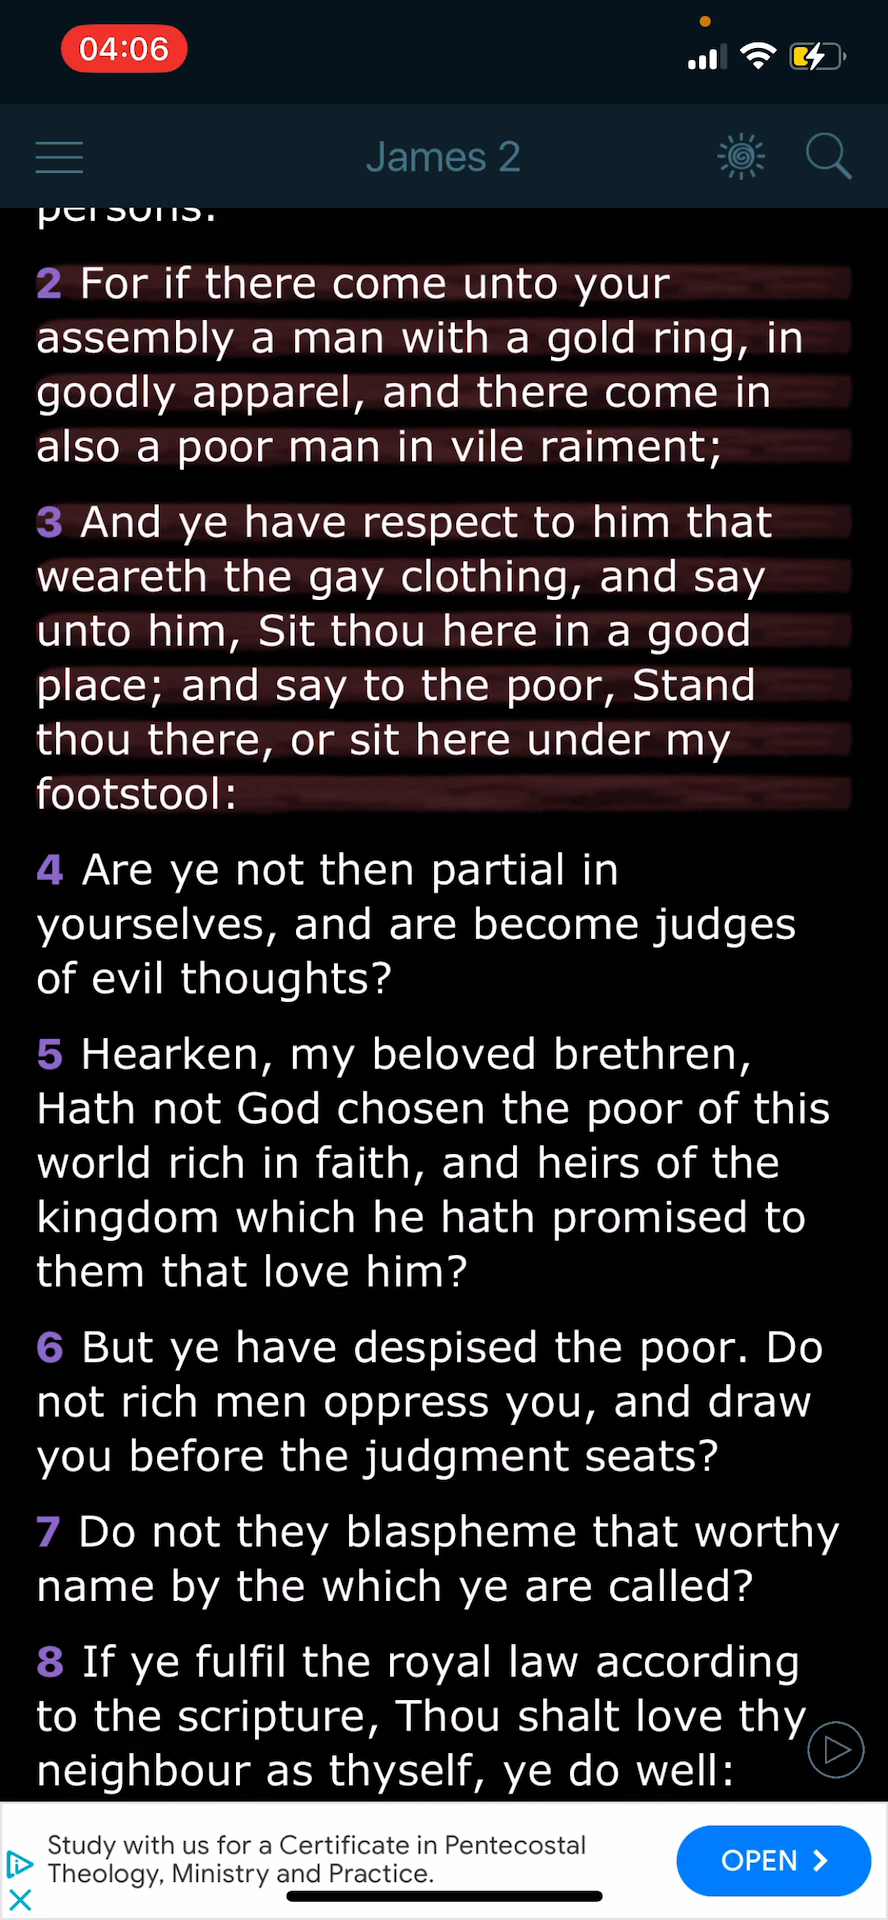 04:06
James 2
persons.
2 For if there come unto your
assembly a man with a gold ring, in
goodly apparel, and there come in
also a poor man in vile raiment;
3 And ye have respect to him that
weareth the gay clothing, and say
unto him, Sit thou here in a good
place; and say to the poor, Stand
thou there, or sit here under my
footstool:
4 Are ye not then partial in
yourselves, and are become judges
of evil thoughts?
5 Hearken, my beloved brethren,
Hath not God chosen the poor of this
world rich in faith, and heirs of the
kingdom which he hath promised to
them that love him?
6 But ye have despised the poor. Do
not rich men oppress you, and draw
you before the judgment seats?
7 Do not they blaspheme that worthy
name by the which ye are called?
8 If ye fulfil the royal law according
to the scripture, Thou shalt love thy
neighbour as thyself, ye do well:
Study with us for a Certificate in Pentecostal
Theology, Ministry and Practice.
OPEN